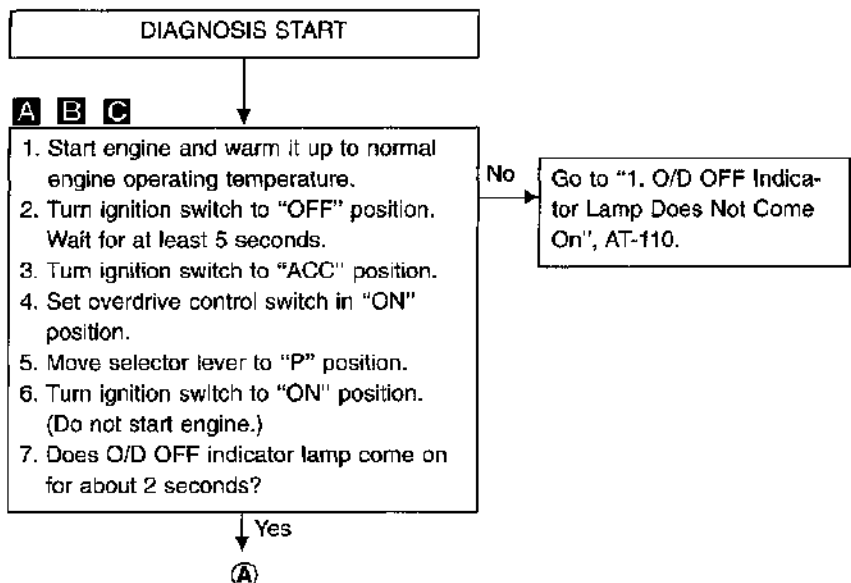 DIAGNOSIS START
A B C
1. Start engine and warm it up to normal
engine operating temperature.
2. Turn ignition switch to "OFF" position.
Wait for at least 5 seconds.
3. Turn ignition switch to "ACC" position.
4. Set overdrive control switch in "ON"
position.
5. Move selector lever to "P" position.
6. Turn ignition switch to "ON" position.
(Do not start engine.)
7. Does O/D OFF indicator lamp come on
for about 2 seconds?
No
Go to "1. O/D OFF Indica-
tor Lamp Does Not Come
On", AT-110.
Yes
A